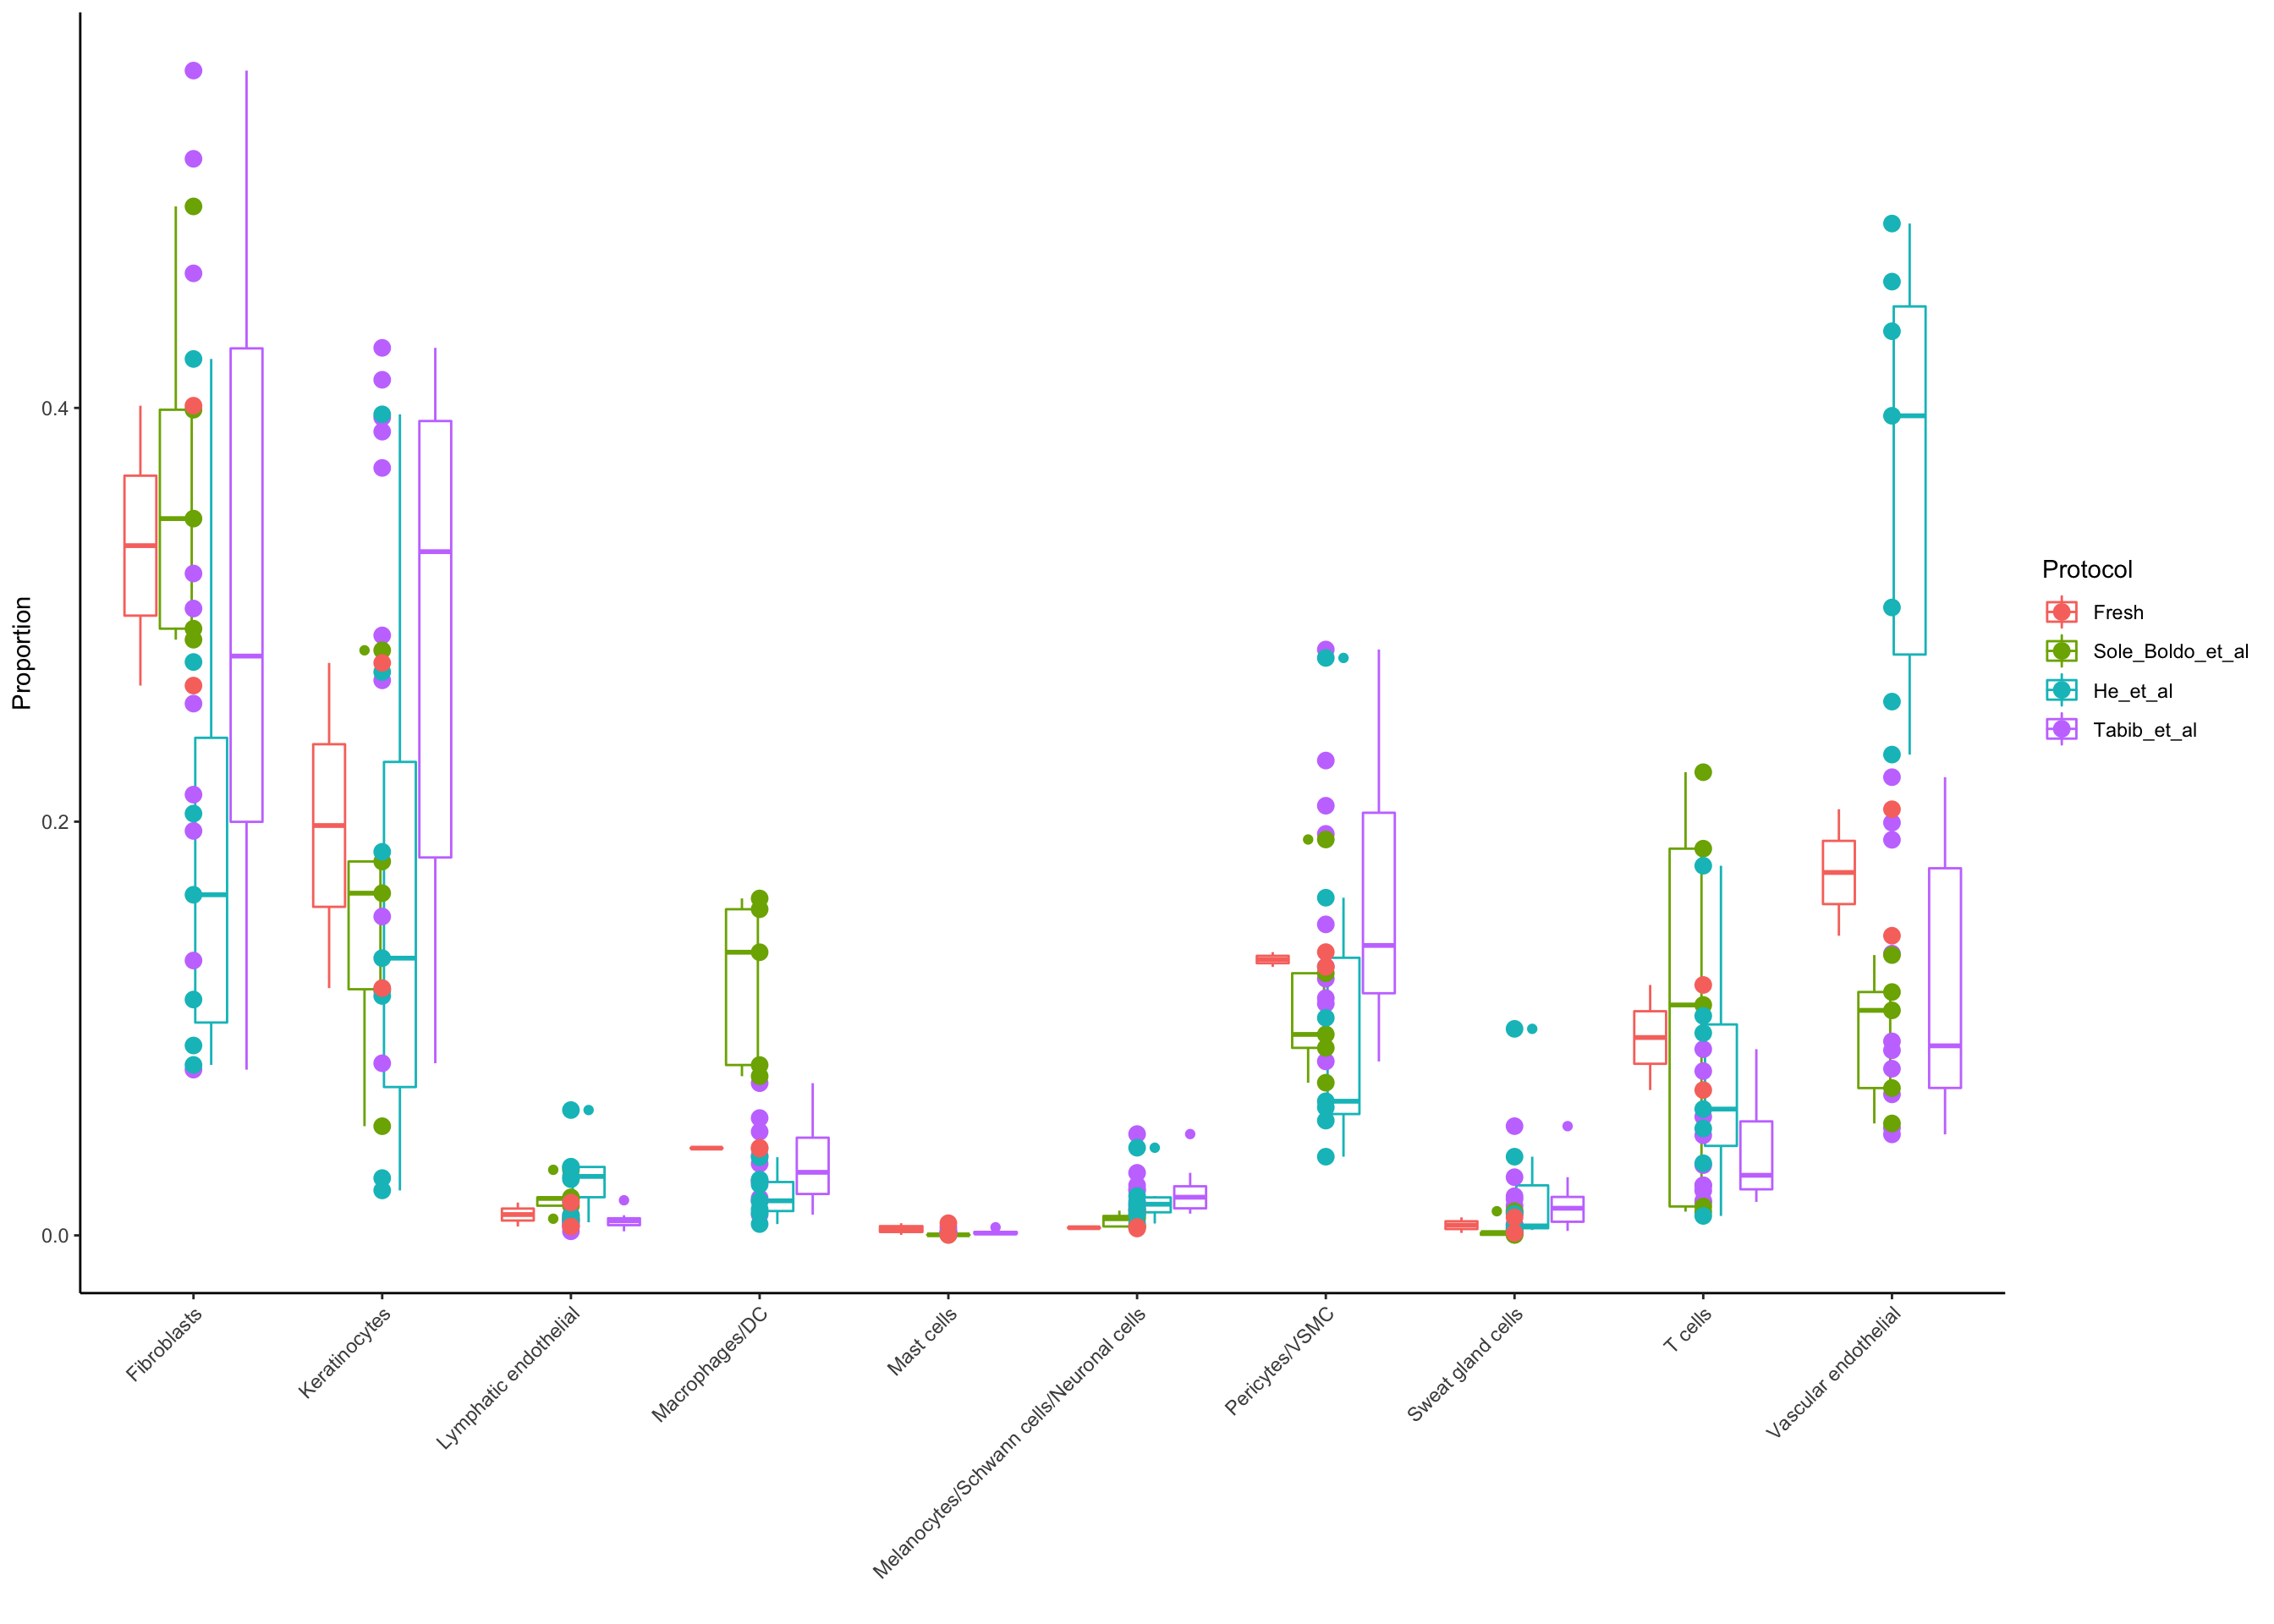 Proportion
0.4
0.2
0.0
Fibroblasts
Keratinocytes
Lymphatic endothelial
Macrophages/DC
Mast cells
Melanocytes/Schwann cells/Neuronal cells
Pericytes/VSMC
Sweat gland cells
T cells
Vascular endothelial
Protocol
Fresh
Sole_Boldo_et_al
He_et_al
Tabib_et_al